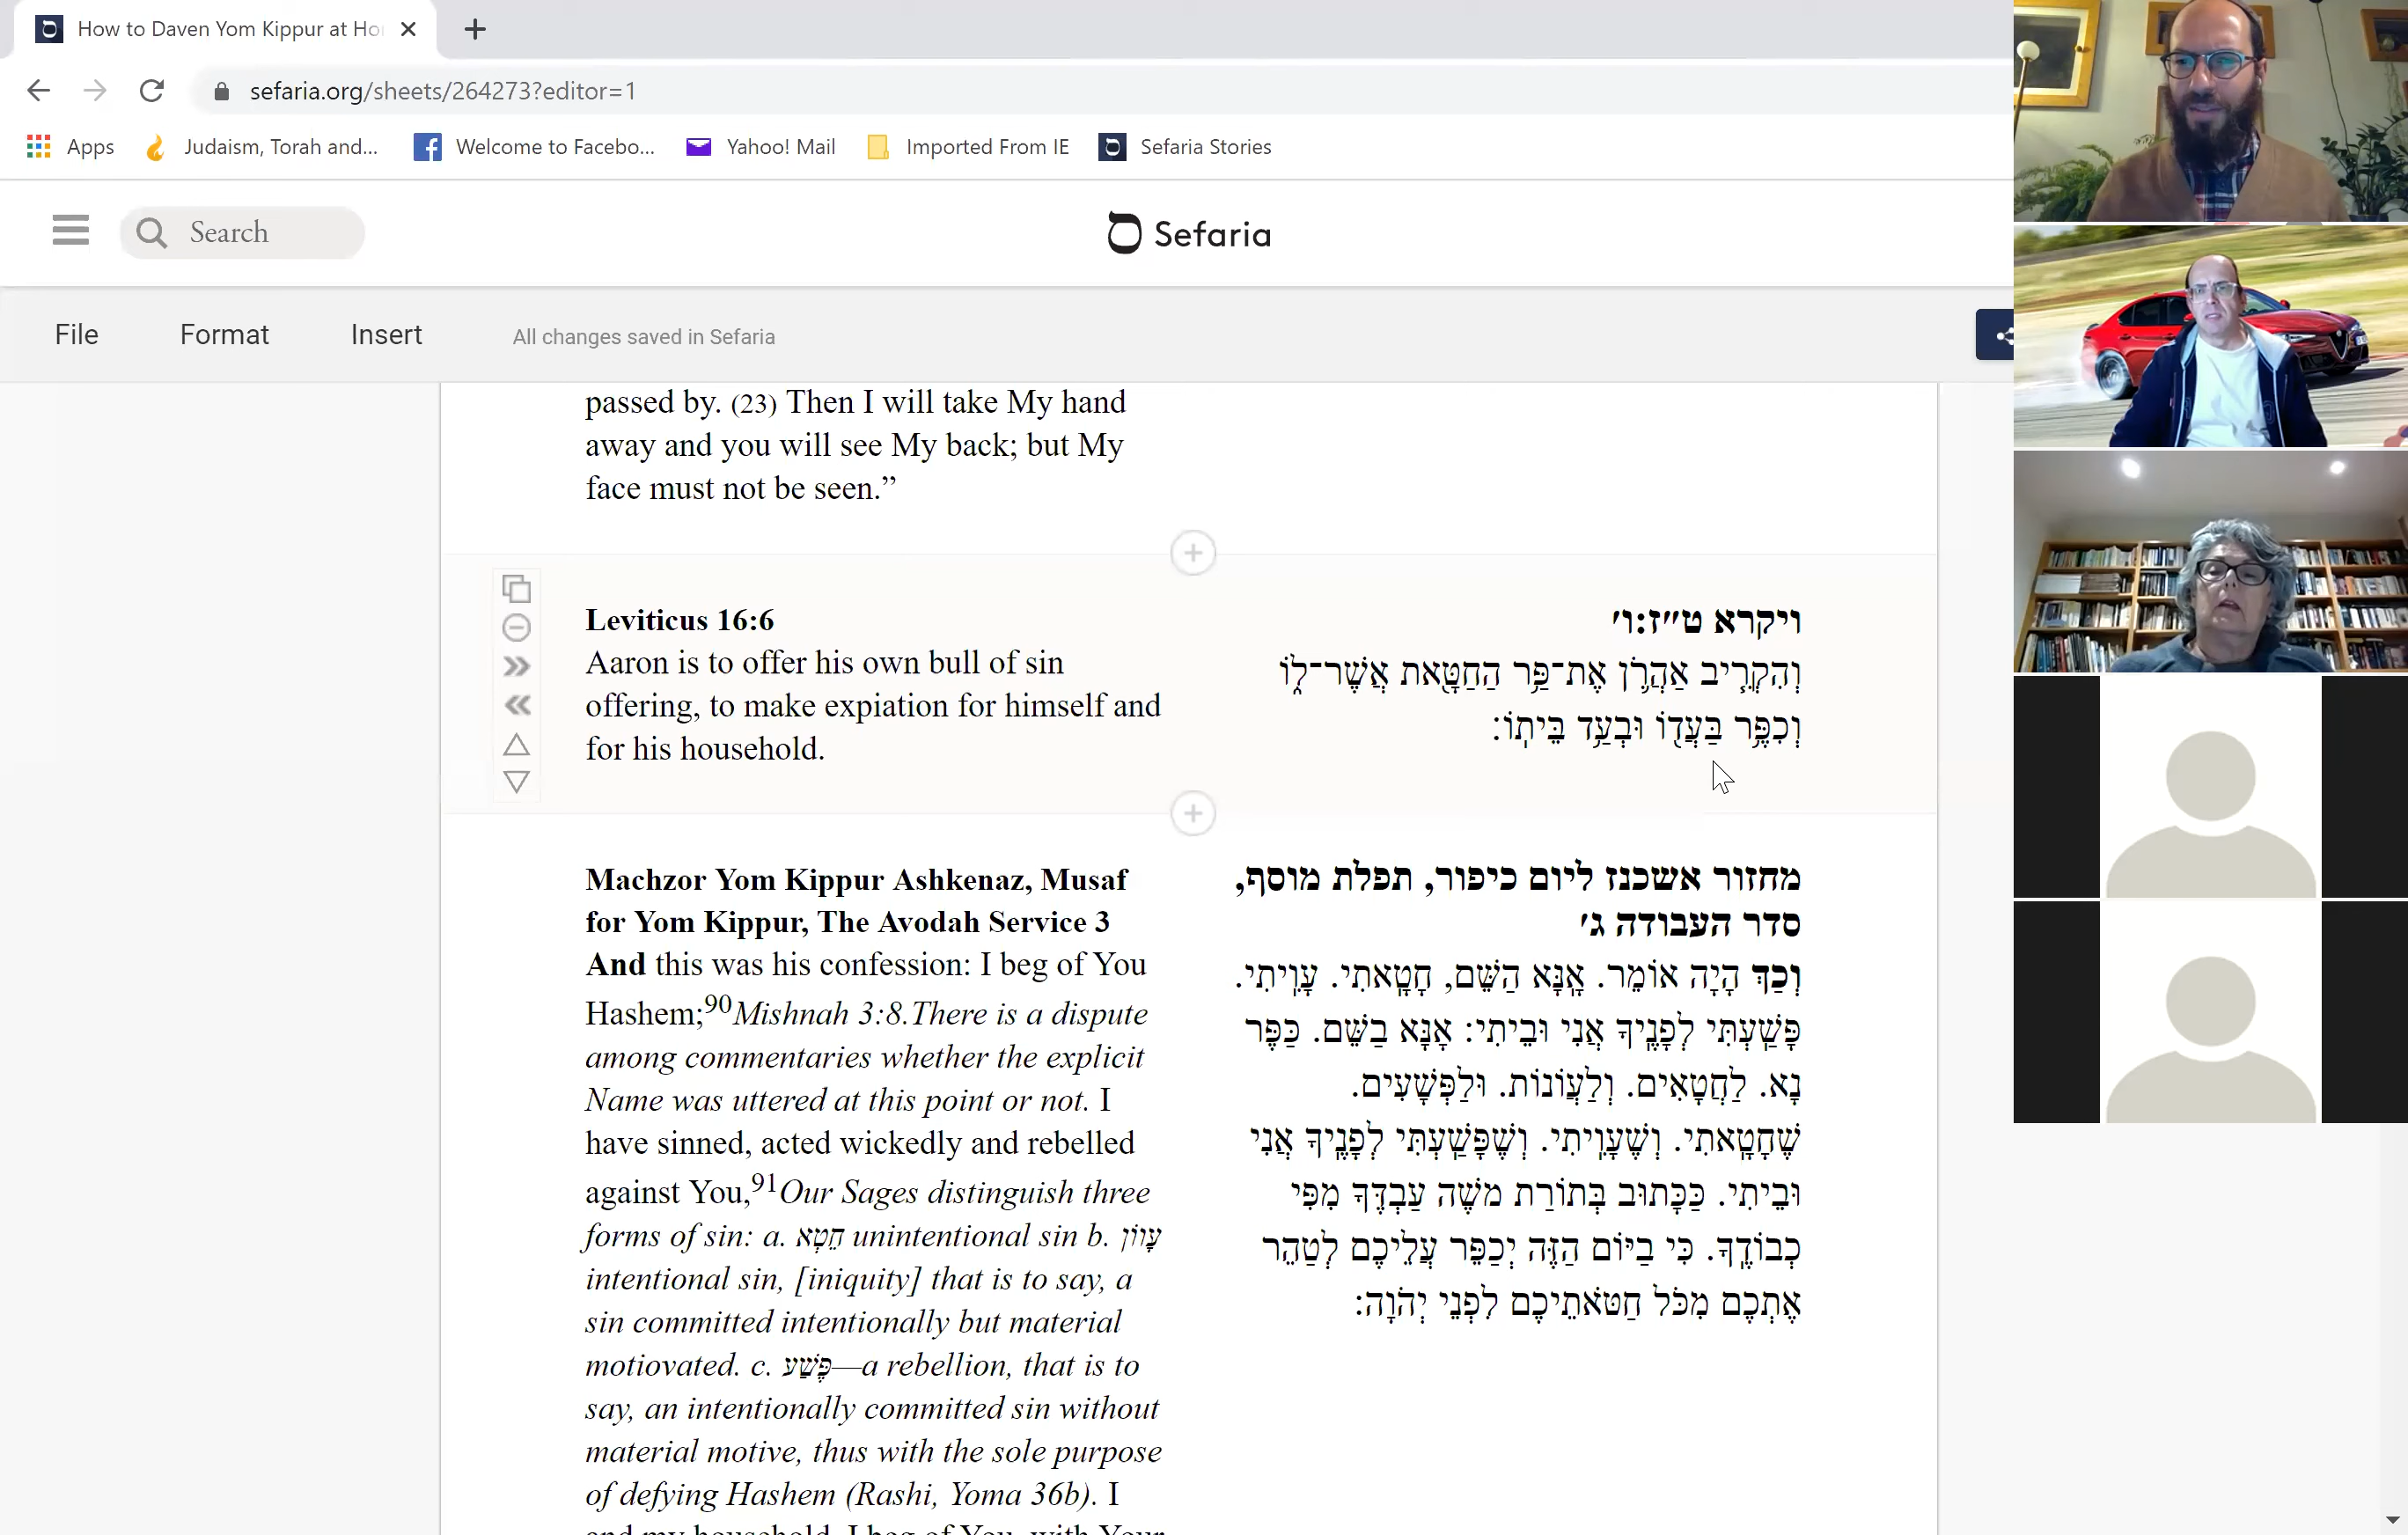 How to Daven Yom Kippur at Ho
sefaria.org/sheets/264273?editor=1
Apps
Judaism, Torah and...
Welcome to Facebo...
Yahoo! Mail
Imported From IE
Sefaria Stories
Search
Sefaria
File Format Insert All changes saved in Sefaria
passed by. (23) Then I will take My hand
away and you will see My back; but My
face must not be seen.”
Leviticus 16:6
Aaron is to offer his own bull of sin
offering, to make expiation for himself and
for his household.
ויקרא ט״ז:ו׳
וְהִקְרִ֧יב אַהֲרֹ֛ן אֶת־פַּ֥ר הַחַטָּ֖את אֲשֶׁר־ל֑וֹ
וְכִפֶּ֥ר בַּעֲד֖וֹ וּבְעַ֥ד בֵּיתֽוֹ׃
Machzor Yom Kippur Ashkenaz, Musaf
for Yom Kippur, The Avodah Service 3
And this was his confession: I beg of You
Hashem;90Mishnah 3:8.There is a dispute
among commentaries whether the explicit
Name was uttered at this point or not. I
have sinned, acted wickedly and rebelled
against You,91Our Sages distinguish three
forms of sin: a. חֵטְא unintentional sin b. עָווֹן
intentional sin, [iniquity] that is to say, a
sin committed intentionally but material
motiovated. c. פֶּשַׁע—a rebellion, that is to
say, an intentionally committed sin without
material motive, thus with the sole purpose
of defying Hashem (Rashi, Yoma 36b). I
and my household. I beg of You, with Your
מחזור אשכנז ליום כיפור, תפלת מוסף,
סדר העבודה ג׳
וְכַךְ הָיָה אוֹמֵר. אָנָּֽא הַשֵּׁם, חָטָֽאתִי. עָוִֽיתִי.
פָּשַֽׁעְתִּי לְפָנֶֽיךָ אֲנִי וּבֵיתִי: אָנָּא בַשֵּׁם. כַּפֶּר
נָא. לַחֲטָאִים. וְלַעֲוֹנוֹת. וּלַפְּשָׁעִים.
שֶׁחָטָֽאתִי. וְשֶׁעָוִֽיתִי. וְשֶׁפָּשַֽׁעְתִּי לְפָנֶֽיךָ אֲנִי
וּבֵיתִי. כַּכָּתוּב בְּתוֹרַת משֶׁה עַבְדֶּךָ מִפִּי
כְבוֹדֶֽךָ. כִּי בַיּוֹם הַזֶּה יְכַפֵּר עֲלֵיכֶם לְטַהֵר
אֶתְכֶם מִכֹּל חַטֹּאתֵיכֶם לִפְנֵי יְהֹוָה: